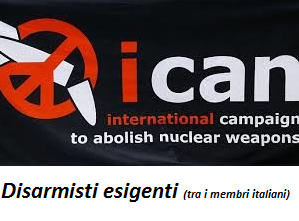 ican
international campaign
to abolish nuclear weapons
Disarmisti esigenti (tra i membri italiani)